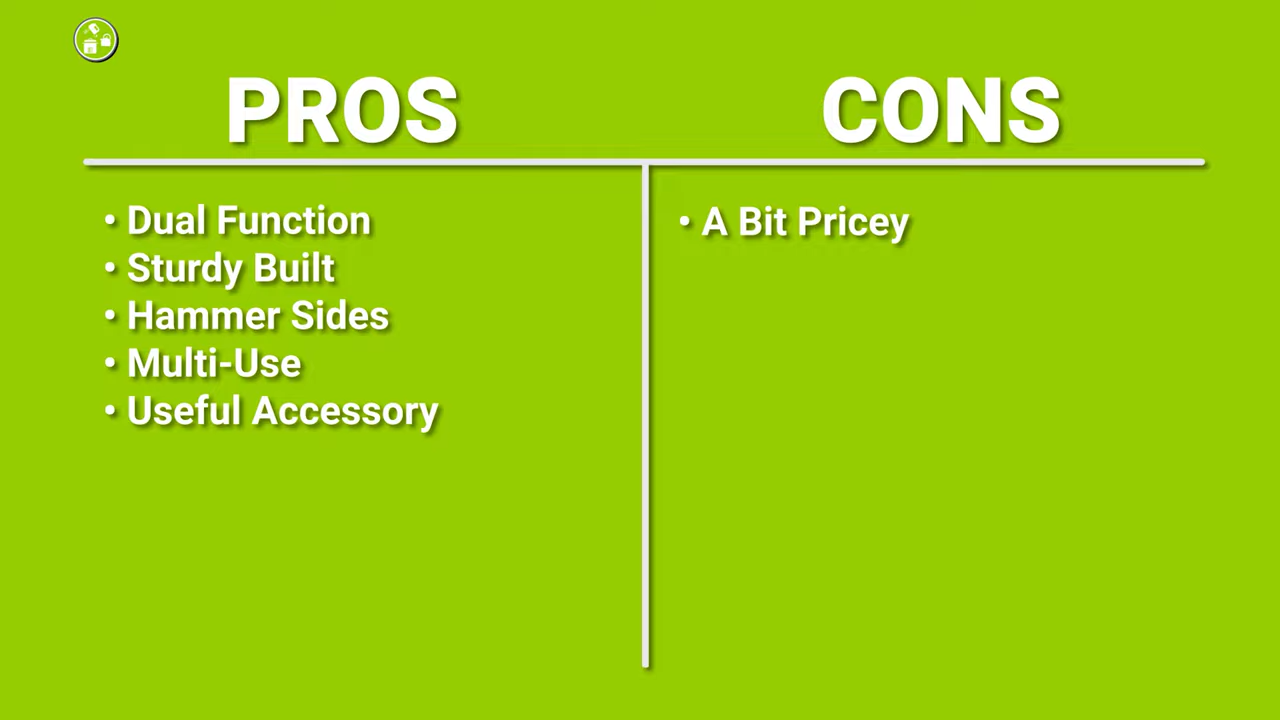 PROS
CONS
• Dual Function
• Sturdy Built
• Hammer Sides
• Multi-Use
• Useful Accessory
• A Bit Pricey